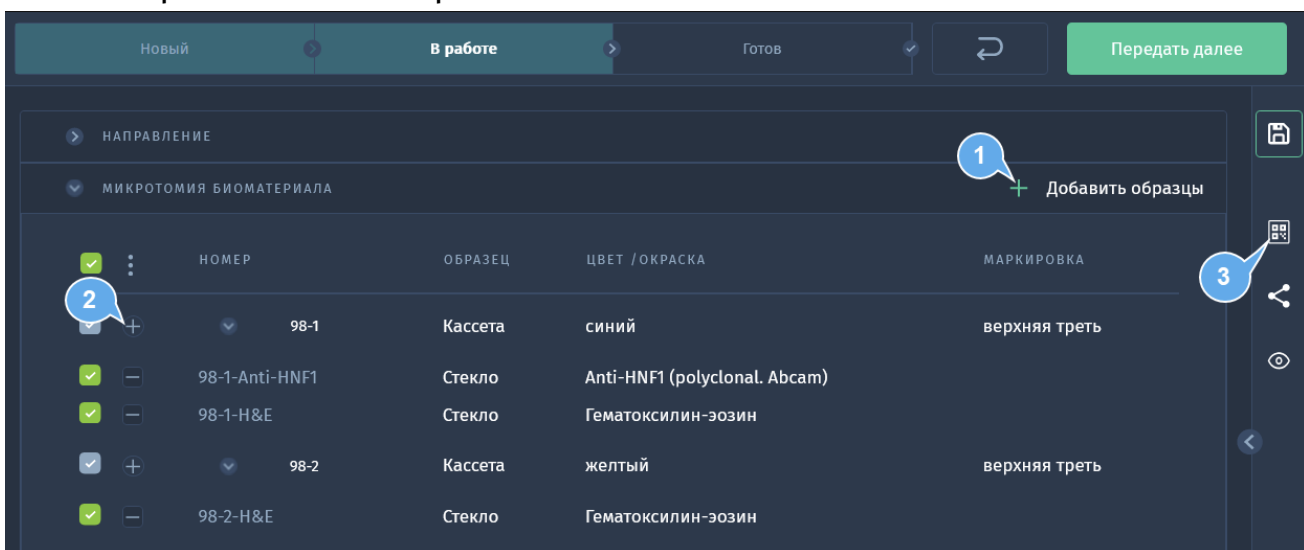 Новый В работе Готов Передать далее
НАПРАВЛЕНИЕ
1
МИКРОТОМИЯ БИОМАТЕРИАЛА Добавить образцы
НОМЕР ОБРАЗЕЦ ЦВЕТ /ОКРАСКА МАРКИРОВКА
3
2
98-1 Кассета синий верхняя треть
98-1-Anti-HNF1 Стекло Anti-HNF1 (polyclonal. Abcam)
98-1-H&E Стекло Гематоксилин-эозин
98-2 Кассета желтый верхняя треть
98-2-H&E Стекло Гематоксилин-эозин